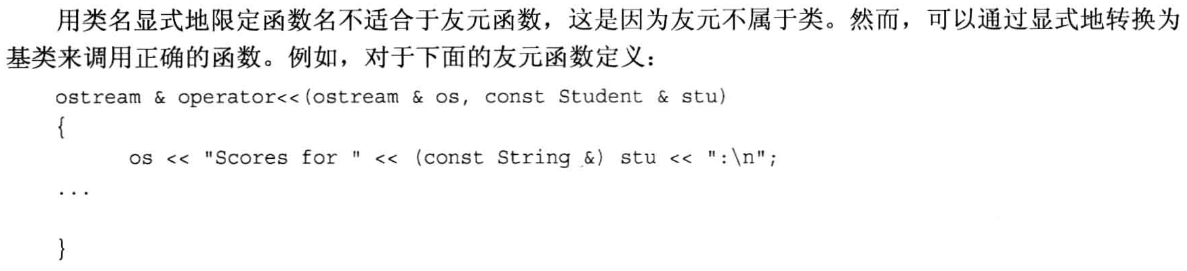 用类名显式地限定函数名不适合于友元函数，这是因为友元不属于类。然而，可以通过显式地转换为
基类来调用正确的函数。例如，对于下面的友元函数定义：
ostream & operator<<(ostream & os, const Student & stu)
{
os << "Scores for " << (const String &) stu << ":\n";
...
}